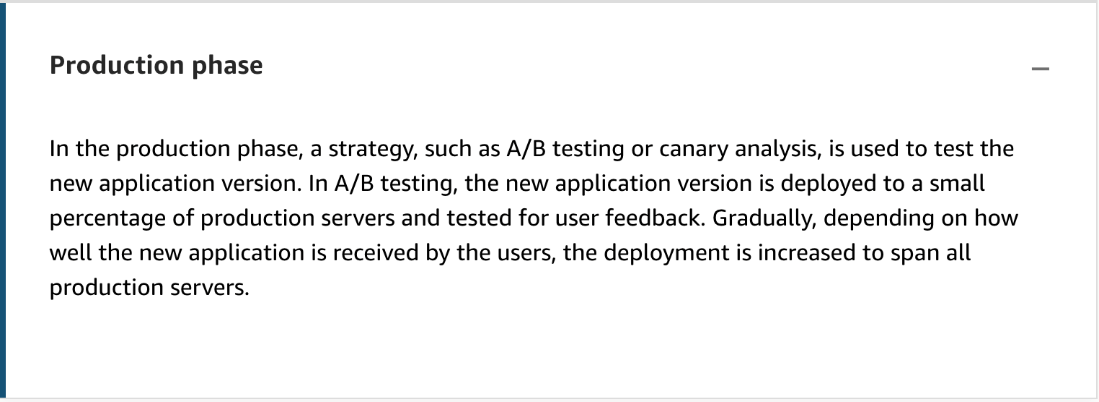 Production phase
In the production phase, a strategy, such as A/B testing or canary analysis, is used to test the
new application version. In A/B testing, the new application version is deployed to a small
percentage of production servers and tested for user feedback. Gradually, depending on how
well the new application is received by the users, the deployment is increased to span all
production servers.